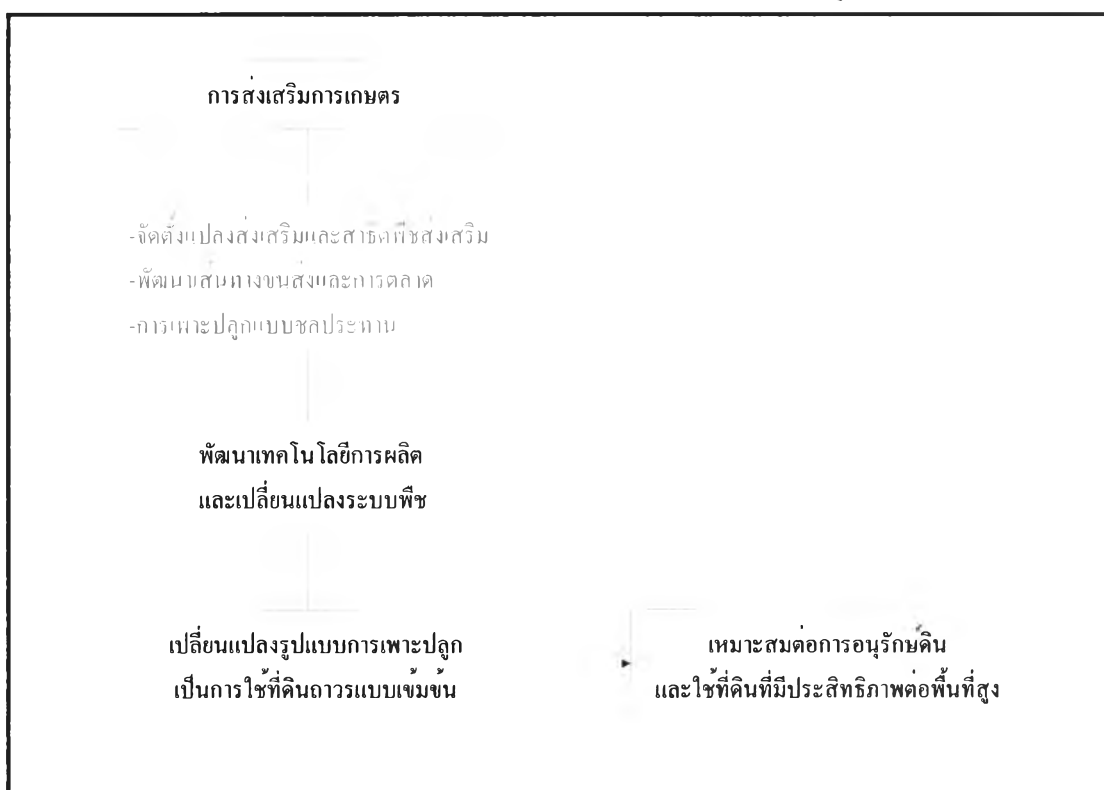 การส่งเสริมการเกษตร
-จัดตั้งแปลงส่งเสริมและสาธิตพืชส่งเสริม
-พัฒนาเส้นทางขนส่งและการตลาด
-การเพาะปลูกแบบชลประทาน
พัฒนาเทคโนโลยีการผลิต
และเปลี่ยนแปลงระบบพืช
เปลี่ยนแปลงรูปแบบการเพาะปลูก
เป็นการใช้ที่ดินถาวรแบบเข้มข้น
เหมาะสมต่อการอนุรักษ์ดิน
และใช้ที่ดินที่มีประสิทธิภาพต่อพื้นที่สูง